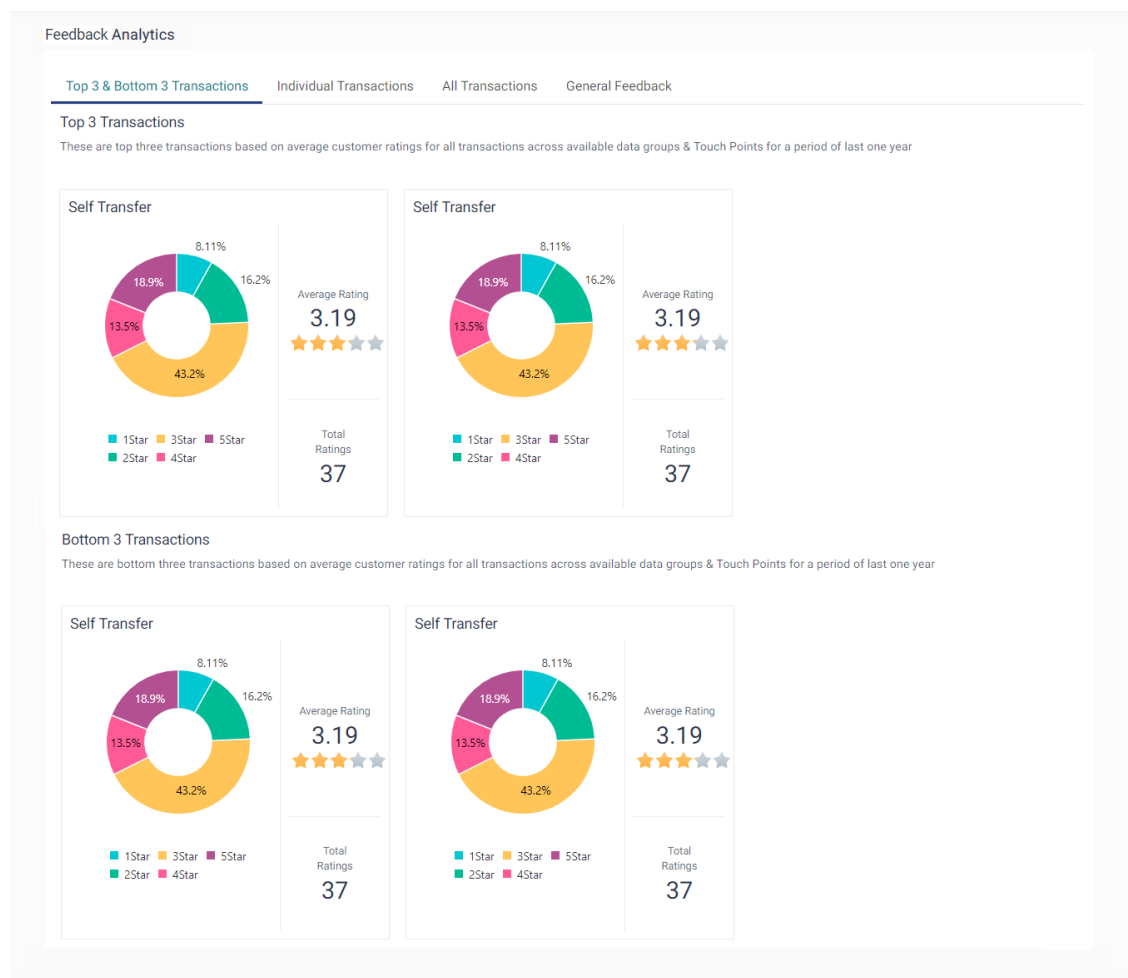 Feedback Analytics
Top 3 & Bottom 3 Transactions Individual Transactions All Transactions General Feedback
Top 3 Transactions
These are top three transactions based on average customer ratings for all transactions across available data groups & Touch Points for a period of last one year
Self Transfer
8.11%
16.2%
18.9%
13.5%
43.2%
1Star 3Star 5Star
2Star 4Star
Average Rating
3.19
Total
Ratings
37
Self Transfer
8.11%
16.2%
18.9%
13.5%
43.2%
1Star 3Star 5Star
2Star 4Star
Average Rating
3.19
Total
Ratings
37
Bottom 3 Transactions
These are bottom three transactions based on average customer ratings for all transactions across available data groups & Touch Points for a period of last one year
Self Transfer
8.11%
16.2%
18.9%
13.5%
43.2%
1Star 3Star 5Star
2Star 4Star
Average Rating
3.19
Total
Ratings
37
Self Transfer
8.11%
16.2%
18.9%
13.5%
43.2%
1Star 3Star 5Star
2Star 4Star
Average Rating
3.19
Total
Ratings
37